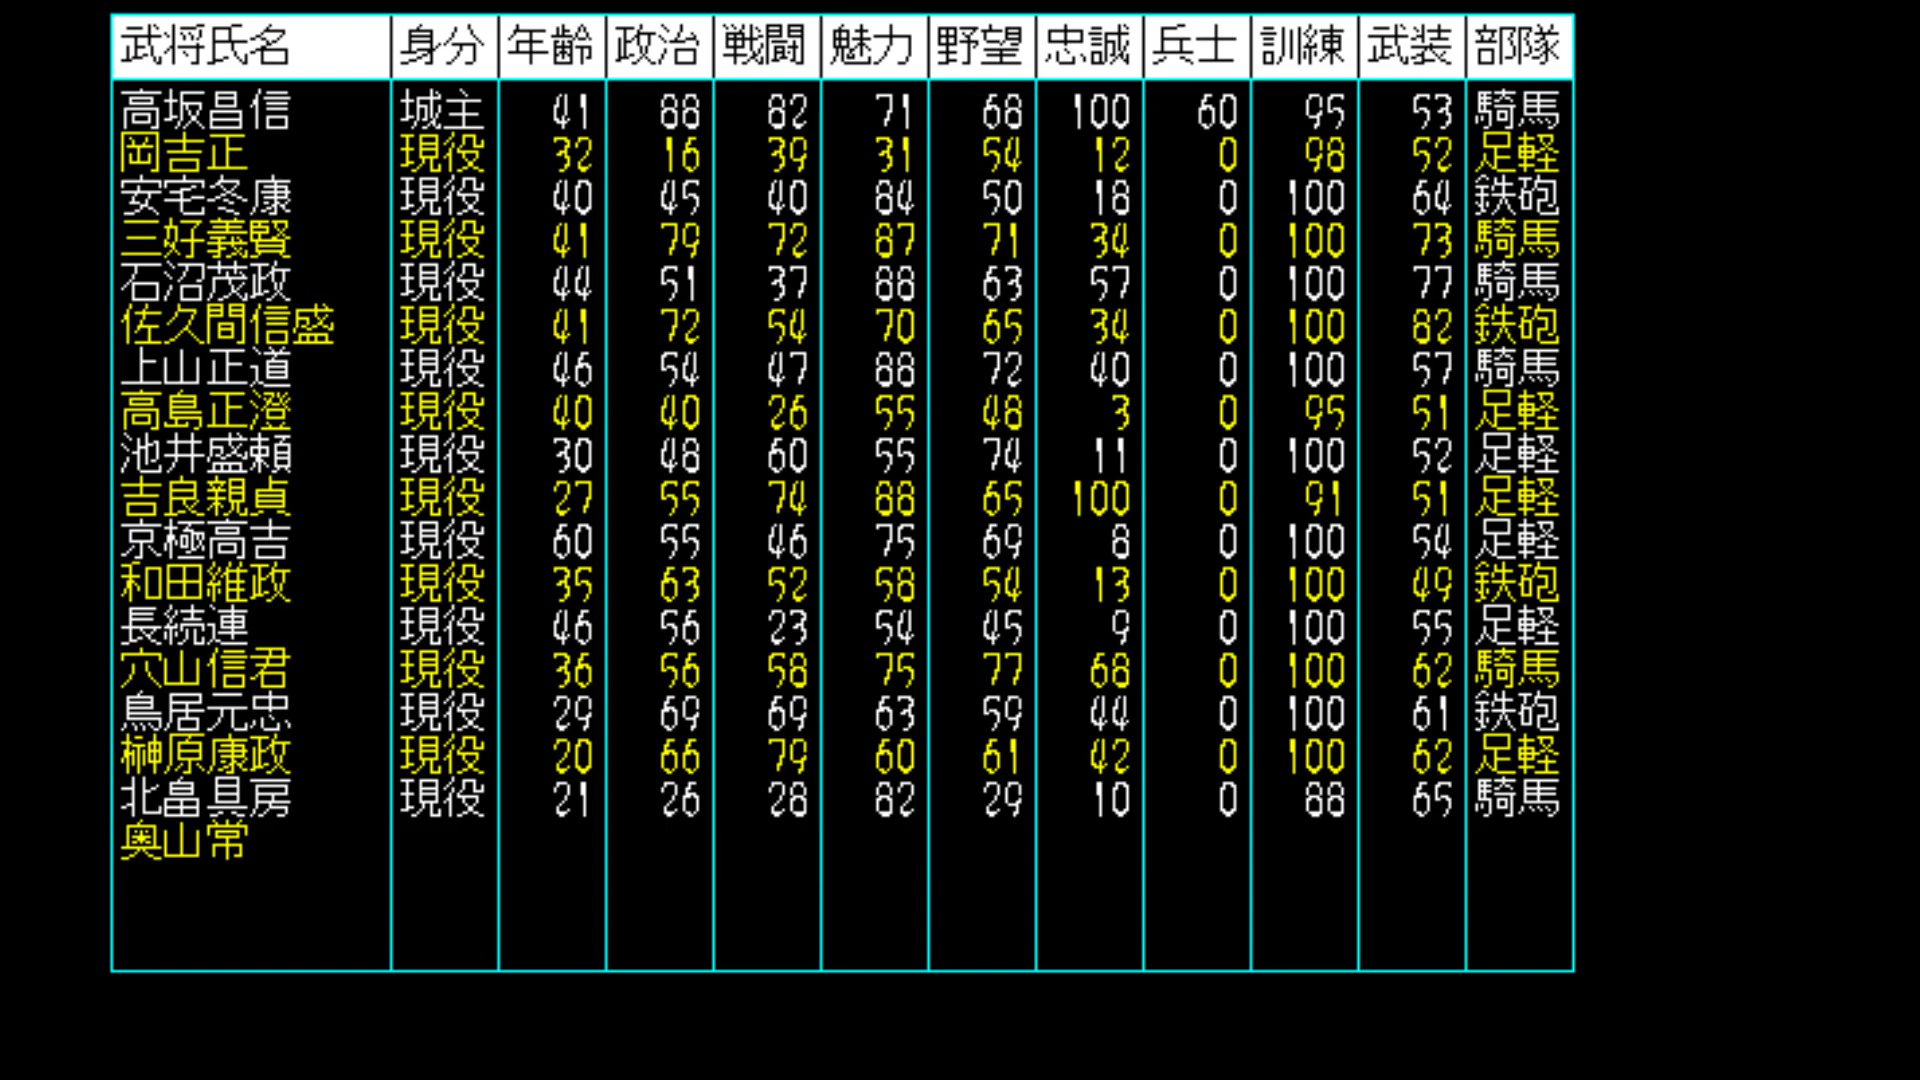 武将氏名 身分 年齢 政治 戦闘 魅力 野望 忠誠 兵士 訓練 武装 部隊
高坂昌信 城主 41 88 82 71 68 100 60 95 53 騎馬
岡吉正 現役 32 16 39 31 54 12 0 98 52 足軽
安宅冬康 現役 40 45 40 84 50 18 0 100 64 鉄砲
三好義賢 現役 41 79 72 87 71 34 0 100 73 騎馬
石沼茂政 現役 44 51 37 88 63 57 0 100 77 騎馬
佐久間信盛 現役 41 72 54 70 65 34 0 100 82 鉄砲
上山正道 現役 46 54 47 88 72 40 0 100 57 騎馬
高島正澄 現役 40 40 26 55 48 3 0 95 51 足軽
池井盛頼 現役 30 48 60 55 74 11 0 100 52 足軽
吉良親貞 現役 27 55 74 88 65 100 0 91 51 足軽
京極高吉 現役 60 55 46 75 69 8 0 100 54 足軽
和田維政 現役 35 63 52 58 54 13 0 100 49 鉄砲
長続連 現役 46 56 23 54 45 9 0 100 55 足軽
穴山信君 現役 36 56 58 75 77 68 0 100 62 騎馬
鳥居元忠 現役 29 69 69 63 59 44 0 100 61 鉄砲
榊原康政 現役 20 66 79 60 61 42 0 100 62 足軽
北畠具房 現役 21 26 28 82 29 10 0 88 65 騎馬
奥山常